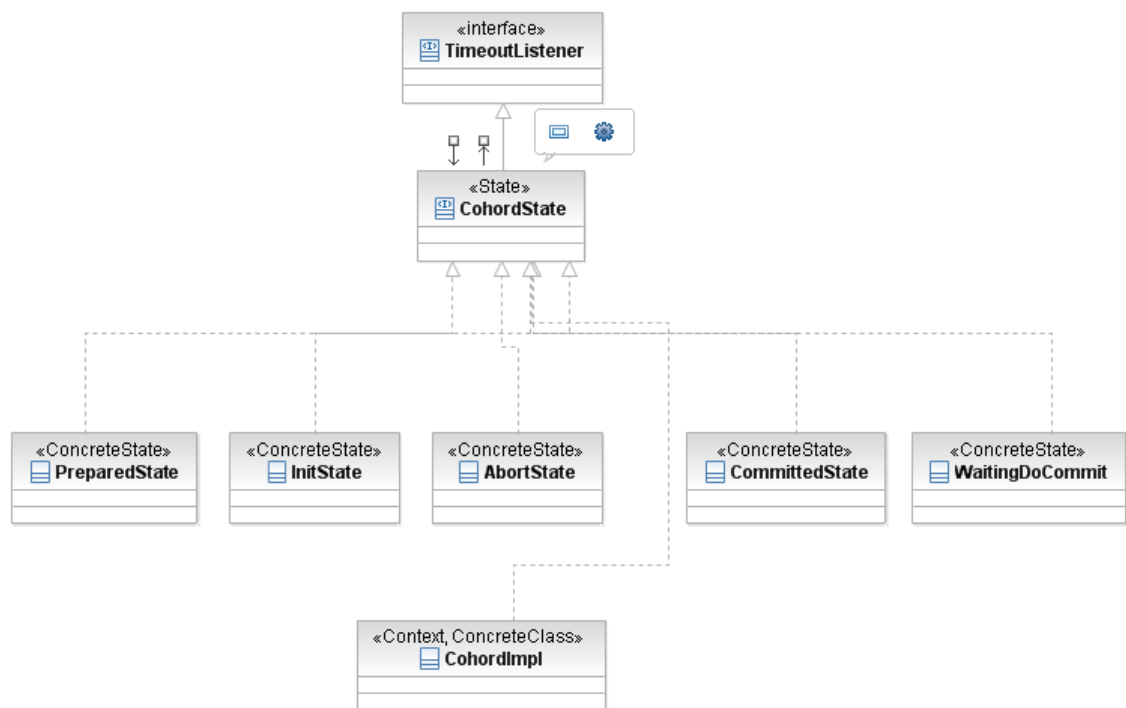 «interface»
TimeoutListener
«State»
CohordState
«ConcreteState»
PreparedState
«ConcreteState»
InitState
«ConcreteState»
AbortState
«ConcreteState»
CommittedState
«ConcreteState»
WaitingDoCommit
«Context, ConcreteClass»
CohordImpl